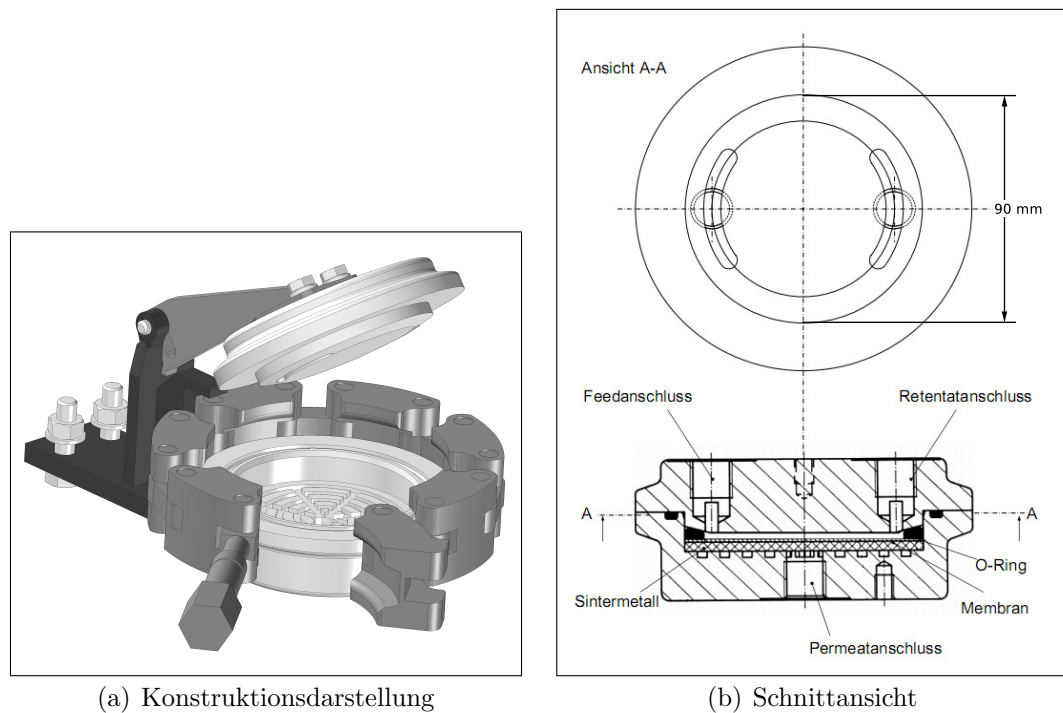 Ansicht A-A
90 mm
Feedanschluss
Retentatanschluss
A
A
O-Ring
Sintermetall
Membran
Permeatanschluss
(a) Konstruktionsdarstellung
(b) Schnittansicht